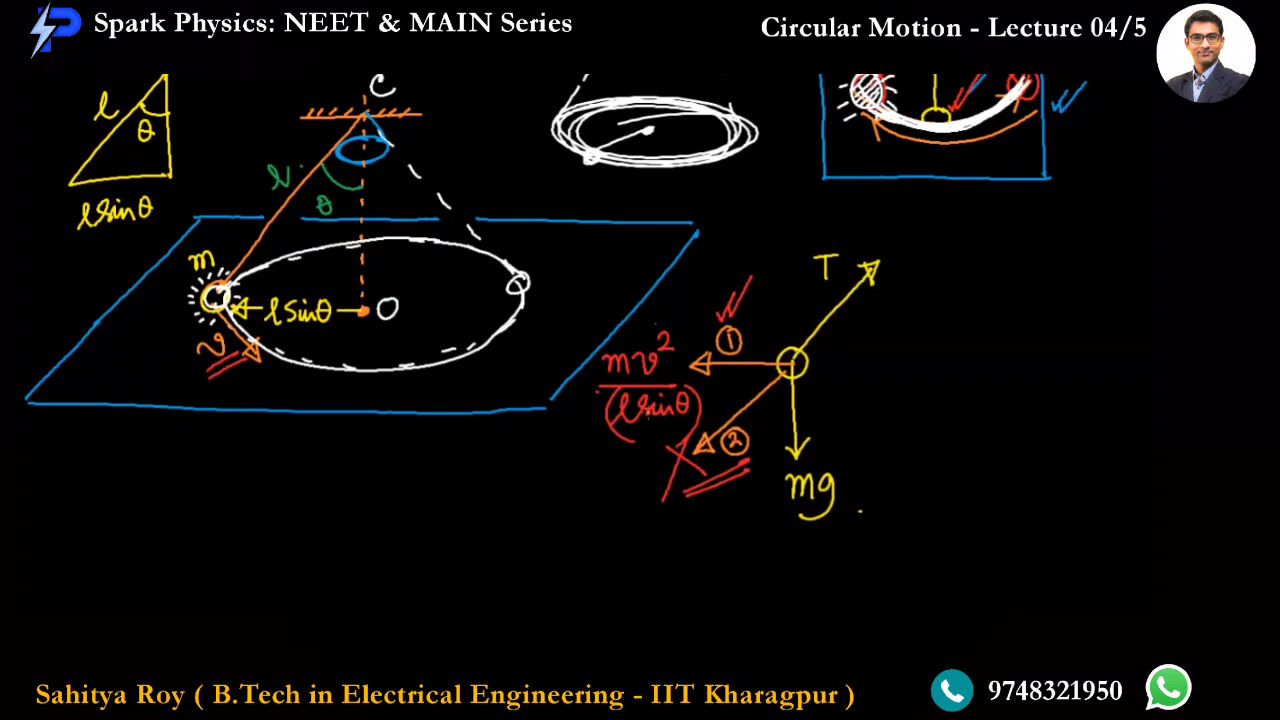 Spark Physics: NEET & MAIN Series
Circular Motion - Lecture 04/5
C
l
θ
l sinθ
l
θ
m
l sinθ
O
v
T
①
mv²
(l sinθ)
②
mg
Sahitya Roy ( B.Tech in Electrical Engineering - IIT Kharagpur )
9748321950